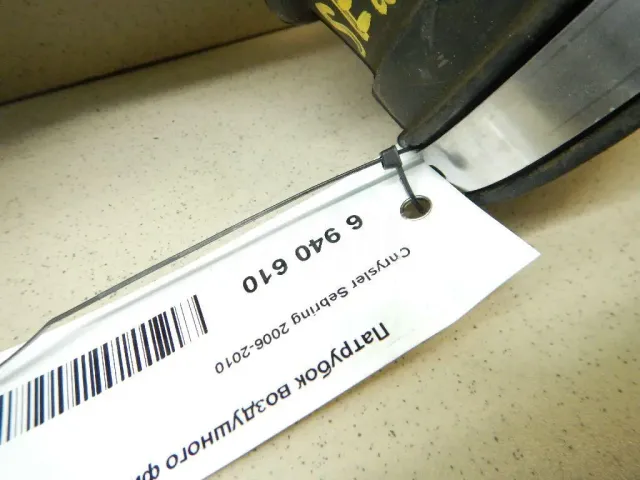 6 940 610
Chrysler Sebring 2006-2010
Патрубок воздушного